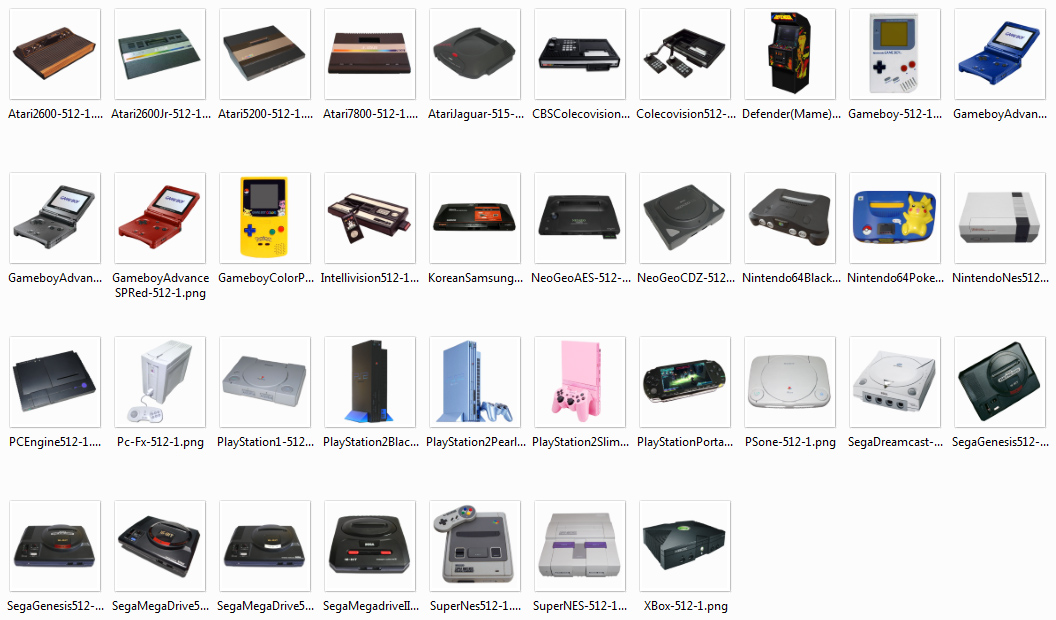 Atari2600-512-1....
Atari2600Jr-512-1...
Atari5200-512-1....
Atari7800-512-1....
AtariJaguar-515-...
CBSColecovision...
Colecovision512-...
Defender(Mame)...
Gameboy-512-1...
GameboyAdvan...
GameboyAdvan...
GameboyAdvance
SPRed-512-1.png
GameboyColorP...
Intellivision512-1...
KoreanSamsung...
NeoGeoAES-512-...
NeoGeoCDZ-512...
Nintendo64Black...
Nintendo64Poke...
NintendoNes512...
PCEngine512-1....
Pc-Fx-512-1.png
PlayStation1-512...
PlayStation2Blac...
PlayStation2Pearl...
PlayStation2Slim...
PlayStationPorta...
PSone-512-1.png
SegaDreamcast-...
SegaGenesis512-...
SegaGenesis512-...
SegaMegaDrive5...
SegaMegaDrive5...
SegaMegadriveII...
SuperNes512-1....
SuperNES-512-1...
XBox-512-1.png